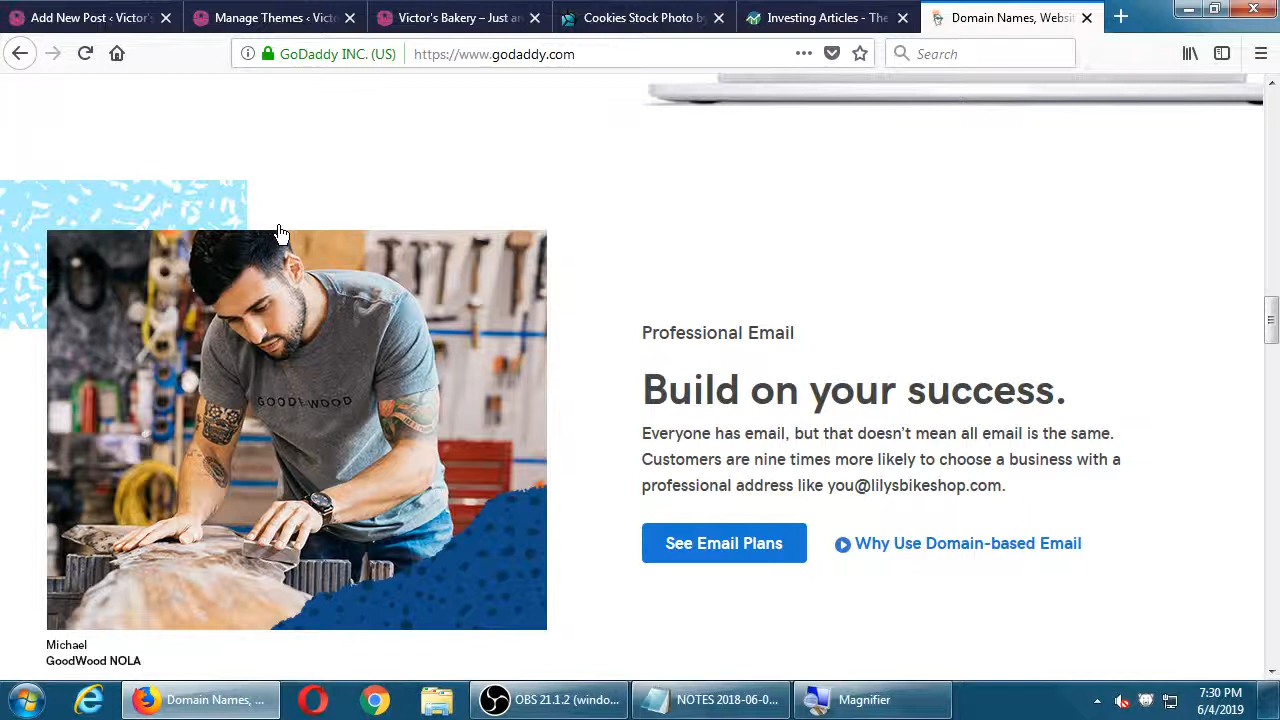 Add New Post ‹ Victor's
Manage Themes ‹ Victo
Victor's Bakery – Just an
Cookies Stock Photo by
Investing Articles - The
Domain Names, Websit
GoDaddy INC. (US)
https://www.godaddy.com
Search
GOODEWOOD
Professional Email
Build on your success.
Everyone has email, but that doesn't mean all email is the same.
Customers are nine times more likely to choose a business with a
professional address like you@lilysbikeshop.com.
See Email Plans
Why Use Domain-based Email
Michael
GoodWood NOLA
Domain Names, ...
OBS 21.1.2 (windo...
NOTES 2018-06-0...
Magnifier
7:30 PM
6/4/2019